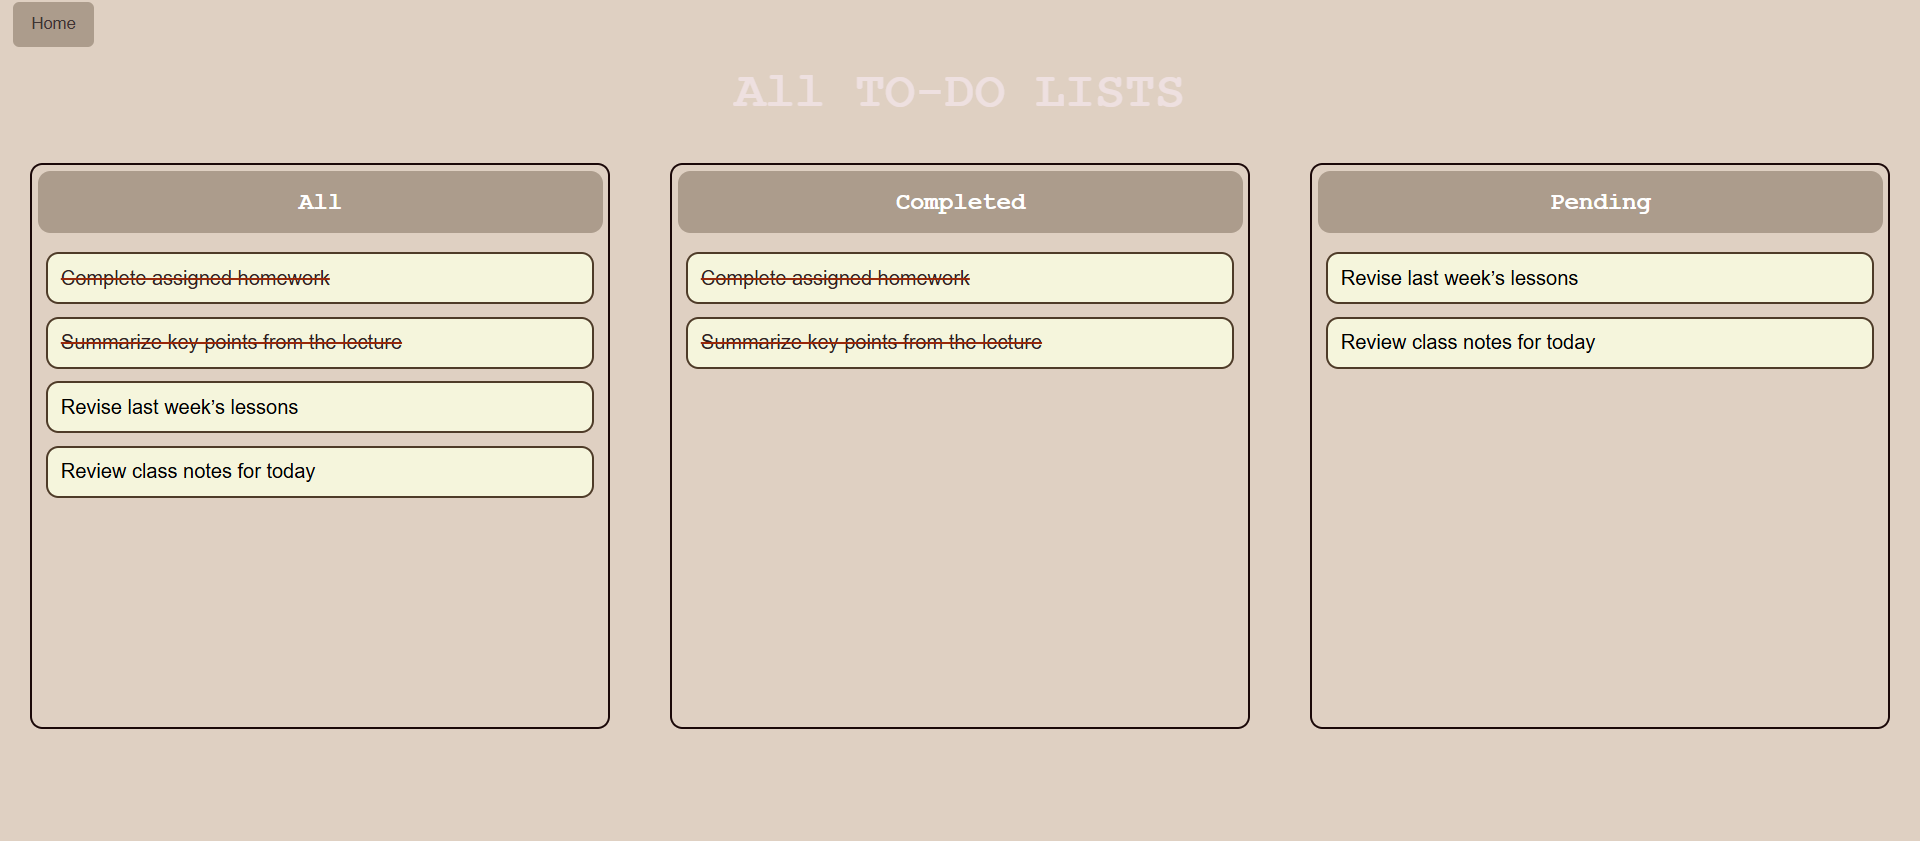 Home
All TO-DO LISTS
All
Complete assigned homework
Summarize key points from the lecture
Revise last week’s lessons
Review class notes for today
Completed
Complete assigned homework
Summarize key points from the lecture
Pending
Revise last week’s lessons
Review class notes for today